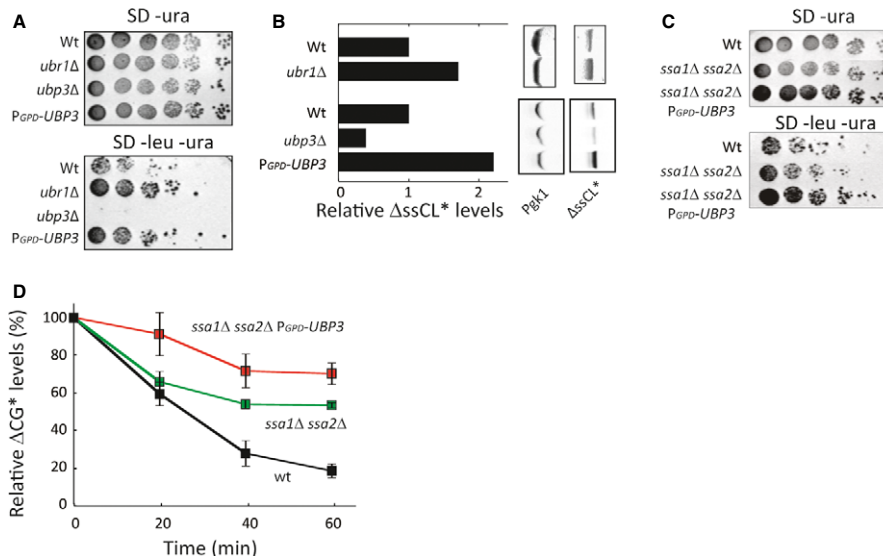 A
SD -ura
Wt
ubr1Δ
ubp3Δ
PGPD-UBP3
SD -leu -ura
Wt
ubr1Δ
ubp3Δ
PGPD-UBP3
B
Wt
ubr1Δ
Wt
ubp3Δ
PGPD-UBP3
0 1 2
Relative ΔssCL* levels
Pgk1
ΔssCL*
C
SD -ura
Wt
ssa1Δ ssa2Δ
ssa1Δ ssa2Δ
PGPD-UBP3
SD -leu -ura
Wt
ssa1Δ ssa2Δ
ssa1Δ ssa2Δ
PGPD-UBP3
D
Relative ΔCG* levels (%)
100
80
60
40
20
0
ssa1Δ ssa2Δ PGPD-UBP3
ssa1Δ ssa2Δ
wt
0 20 40 60
Time (min)